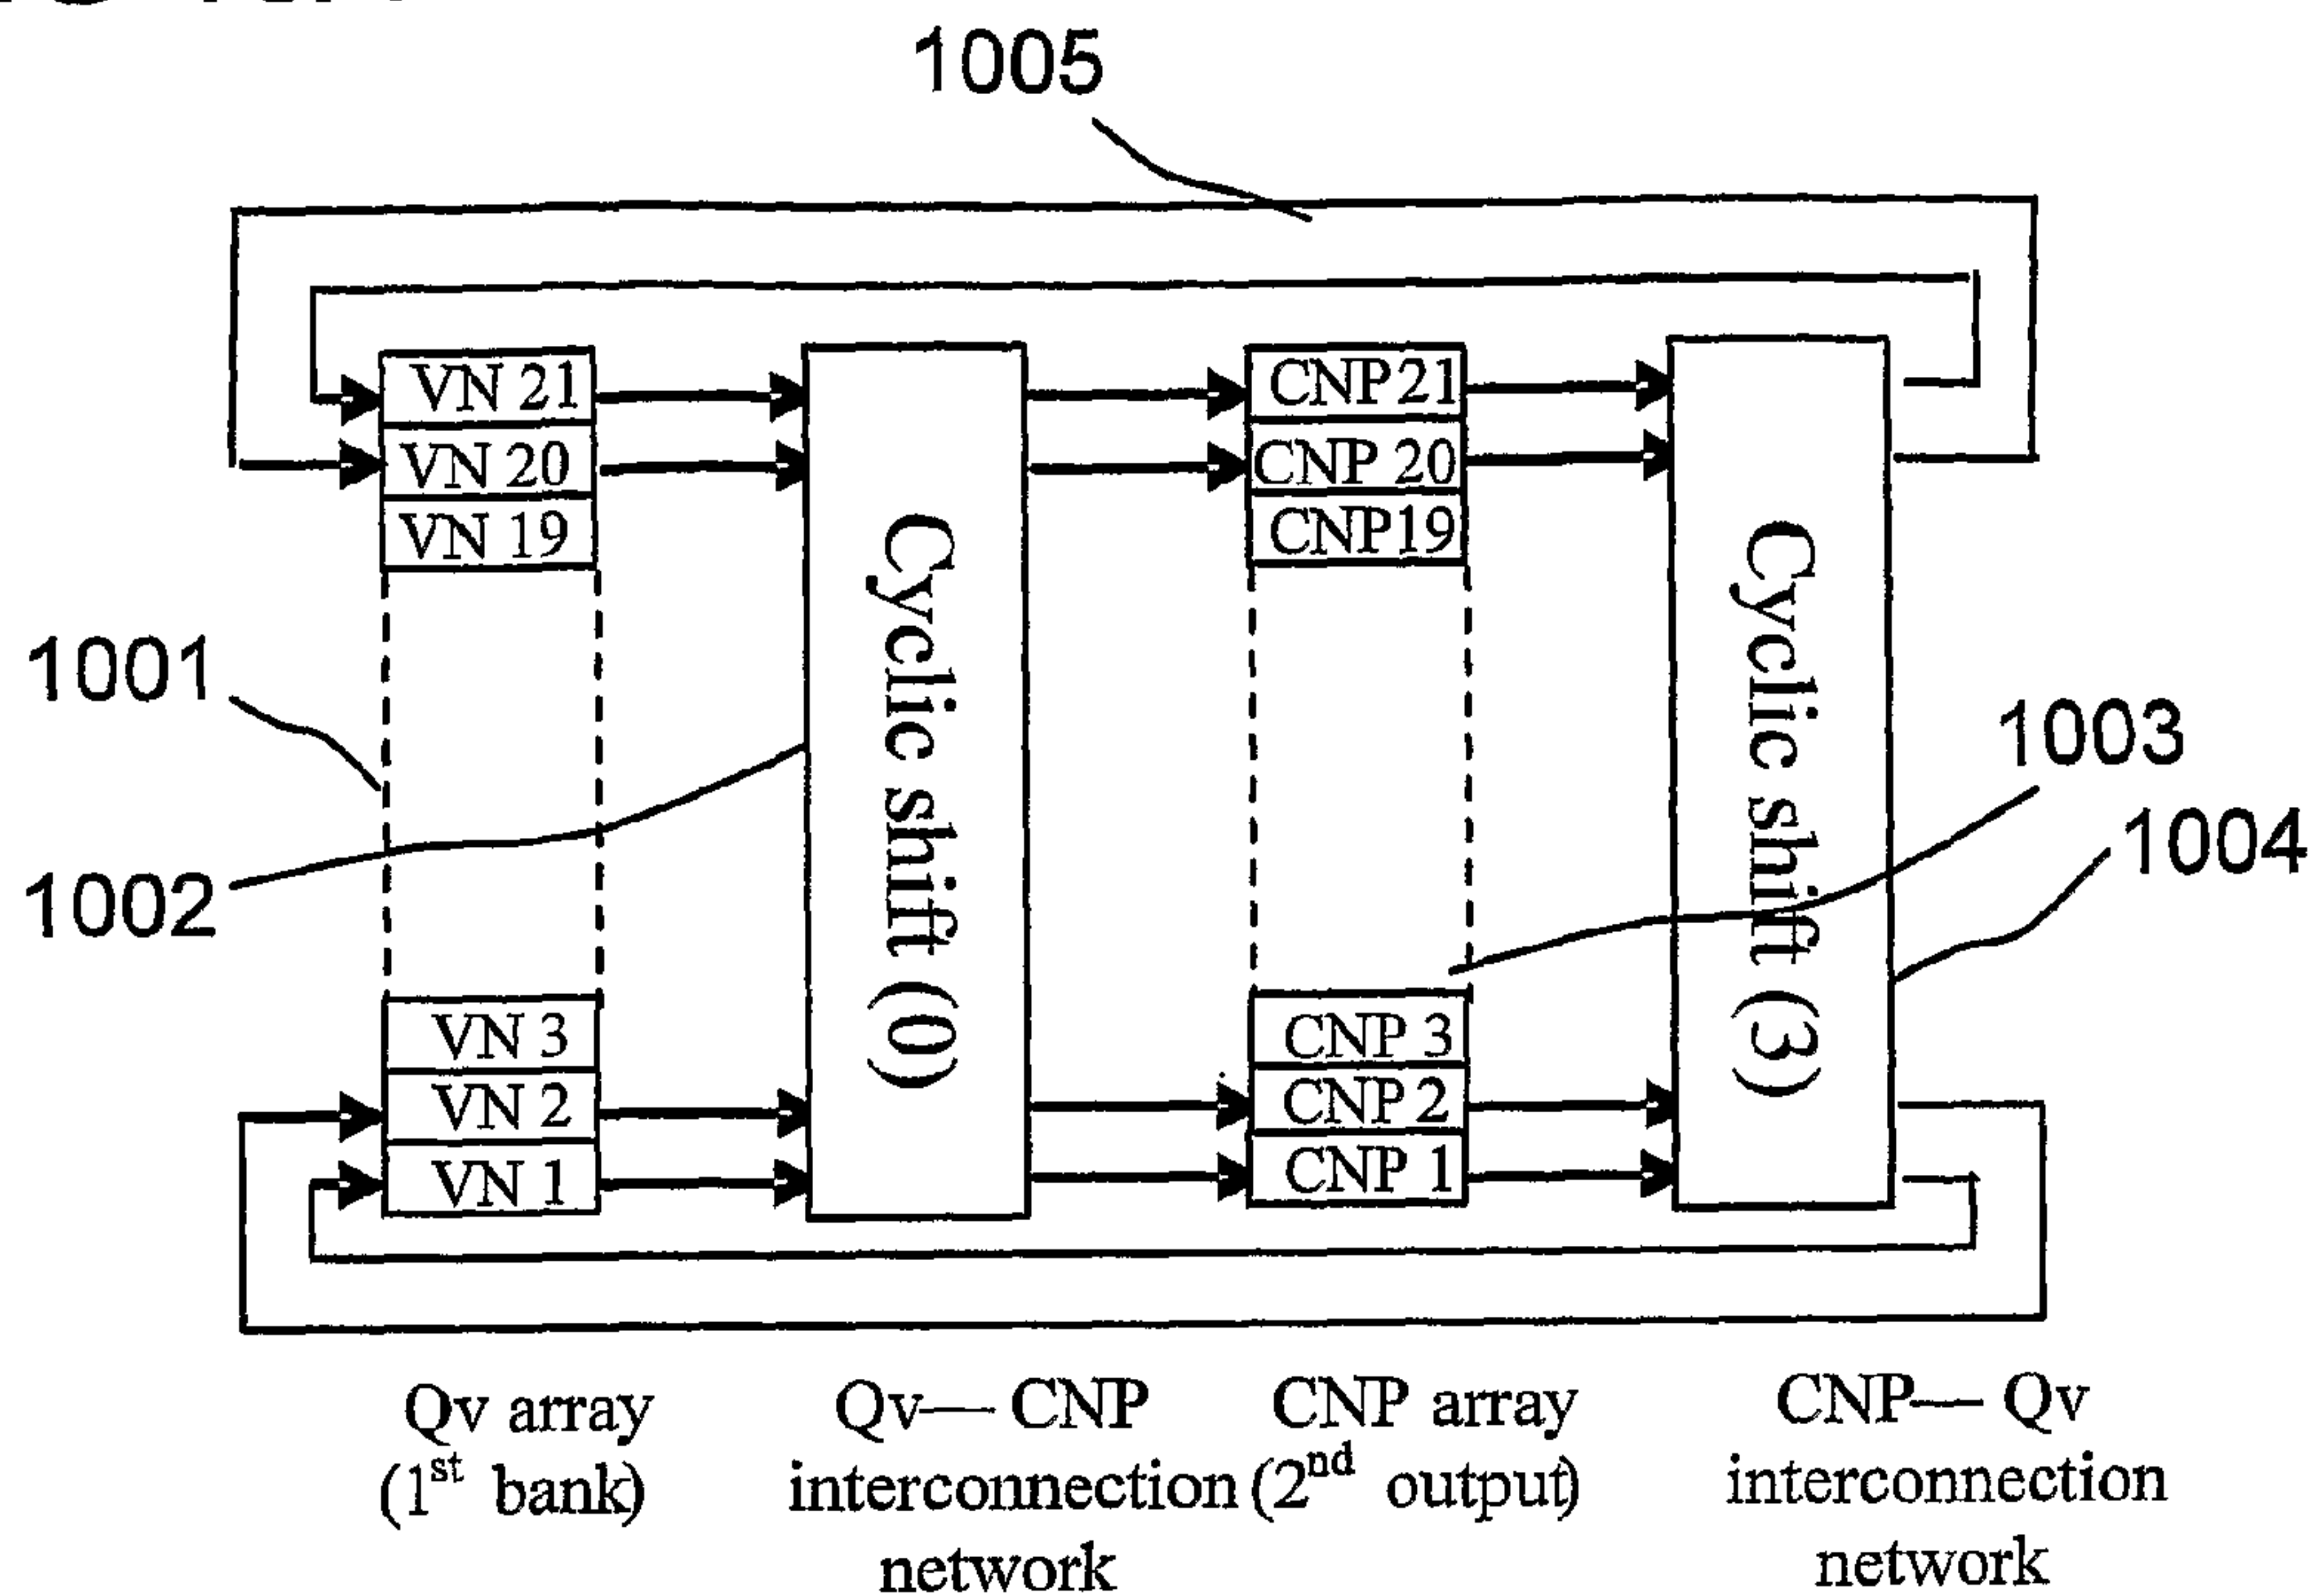 1005
VN 21
VN 20
VN 19
VN 3
VN 2
VN 1
Cyclic shift (0)
CNP21
CNP 20
CNP19
CNP 3
CNP 2
CNP 1
Cyclic shift (3)
1001
1002
1003
1004
Qv array
(1st bank)
Qv— CNP
interconnection
network
CNP array
(2nd output)
CNP— Qv
interconnection
network